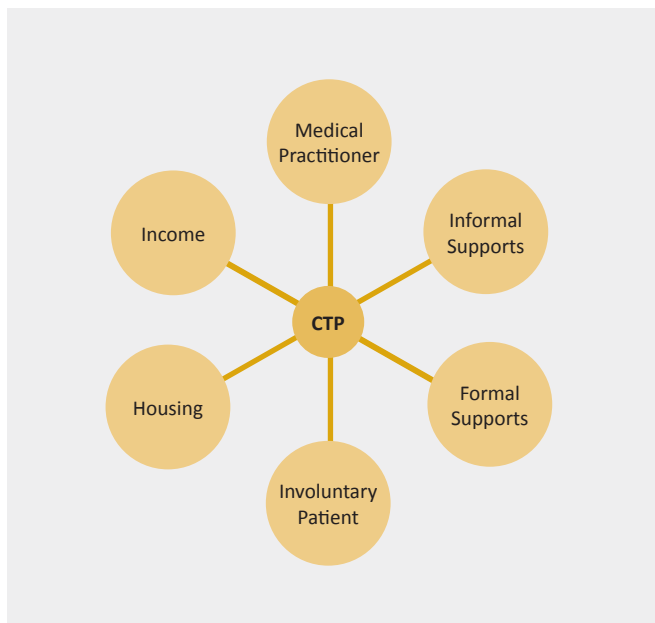 Medical
Practitioner
Income
Informal
Supports
CTP
Housing
Formal
Supports
Involuntary
Patient